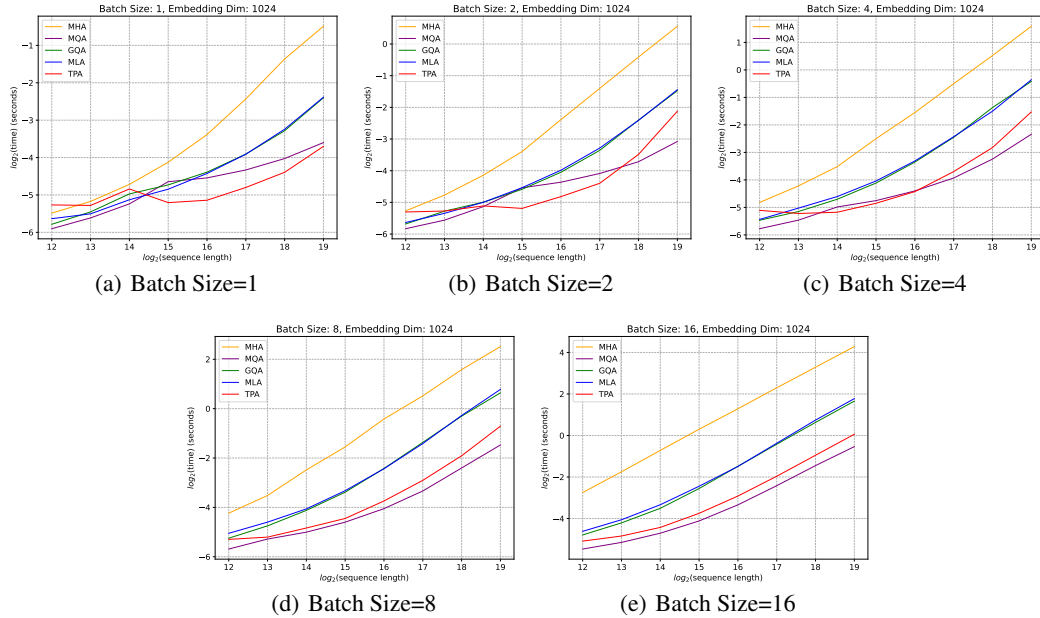 Batch Size: 1, Embedding Dim: 1024
MHA
MQA
GQA
MLA
TPA
−1
−2
−3
−4
−5
−6
log2(time) (seconds)
12 13 14 15 16 17 18 19
log2(sequence length)
(a) Batch Size=1
Batch Size: 2, Embedding Dim: 1024
MHA
MQA
GQA
MLA
TPA
0
−1
−2
−3
−4
−5
−6
log2(time) (seconds)
12 13 14 15 16 17 18 19
log2(sequence length)
(b) Batch Size=2
Batch Size: 4, Embedding Dim: 1024
MHA
MQA
GQA
MLA
TPA
1
0
−1
−2
−3
−4
−5
−6
log2(time) (seconds)
12 13 14 15 16 17 18 19
log2(sequence length)
(c) Batch Size=4
Batch Size: 8, Embedding Dim: 1024
MHA
MQA
GQA
MLA
TPA
2
0
−2
−4
−6
log2(time) (seconds)
12 13 14 15 16 17 18 19
log2(sequence length)
(d) Batch Size=8
Batch Size: 16, Embedding Dim: 1024
MHA
MQA
GQA
MLA
TPA
4
2
0
−2
−4
log2(time) (seconds)
12 13 14 15 16 17 18 19
log2(sequence length)
(e) Batch Size=16